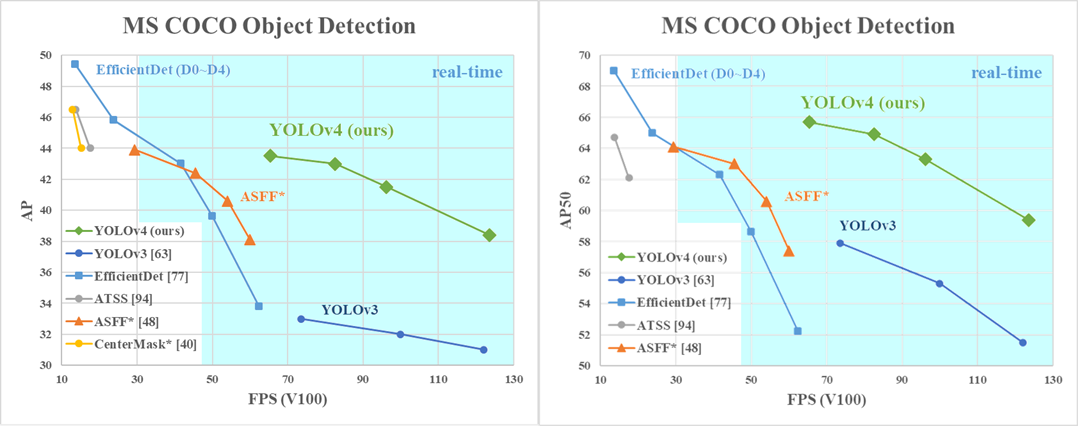 MS COCO Object Detection
50
48
46
44
42
40
38
36
34
32
30
AP
EfficientDet (D0~D4)
real-time
YOLOv4 (ours)
ASFF*
YOLOv3
YOLOv4 (ours)
YOLOv3 [63]
EfficientDet [77]
ATSS [94]
ASFF* [48]
CenterMask* [40]
10 30 50 70 90 110 130
FPS (V100)
MS COCO Object Detection
70
68
66
64
62
60
58
56
54
52
50
AP50
EfficientDet (D0~D4)
real-time
YOLOv4 (ours)
ASFF*
YOLOv3
YOLOv4 (ours)
YOLOv3 [63]
EfficientDet [77]
ATSS [94]
ASFF* [48]
10 30 50 70 90 110 130
FPS (V100)